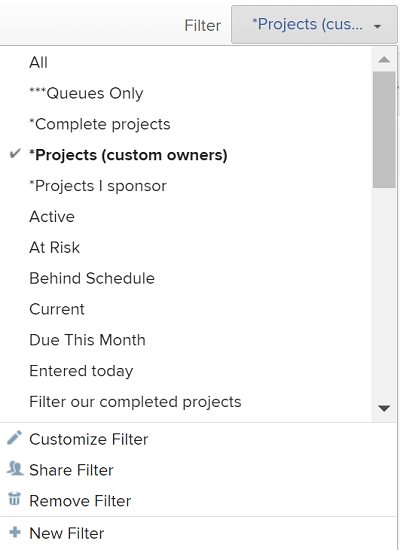 Filter *Projects (cus...
All
***Queues Only
*Complete projects
*Projects (custom owners)
*Projects I sponsor
Active
At Risk
Behind Schedule
Current
Due This Month
Entered today
Filter our completed projects
Customize Filter
Share Filter
Remove Filter
New Filter